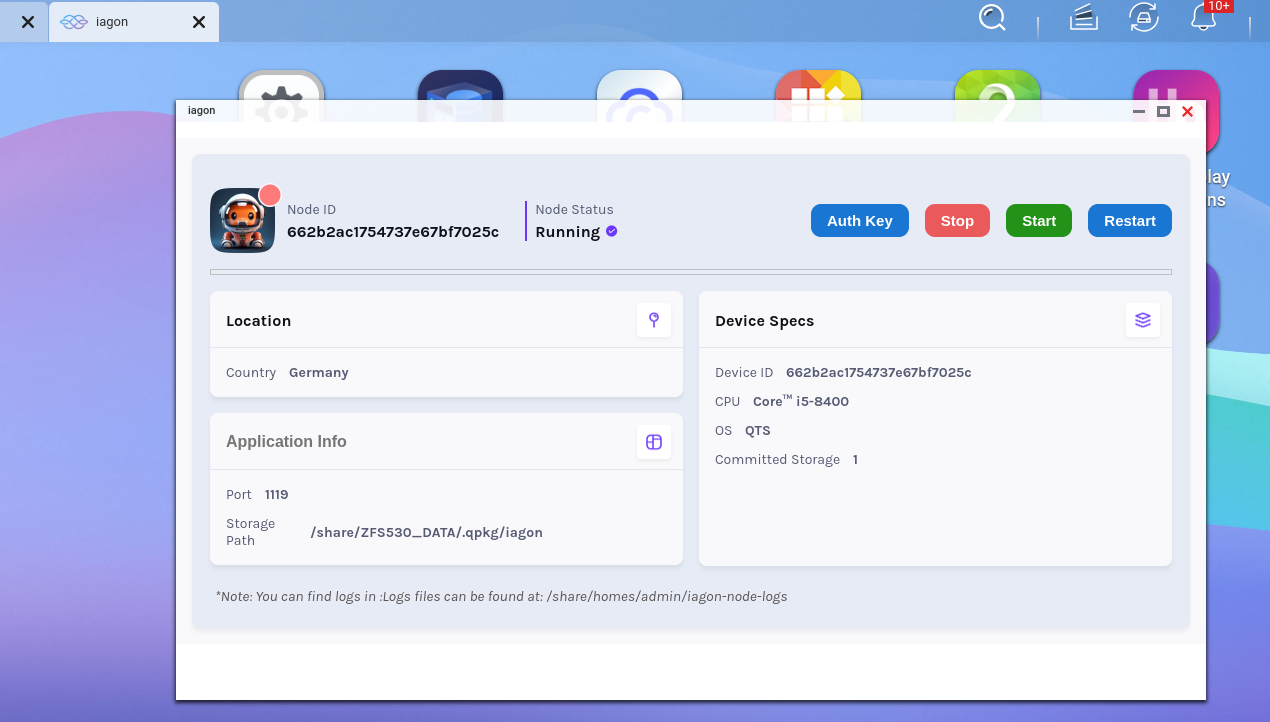 iagon
10+
iagon
lay
ns
Node ID
662b2ac1754737e67bf7025c
Node Status
Running
Auth Key
Stop
Start
Restart
Location
Country Germany
Application Info
Port 1119
Storage
Path
/share/ZFS530_DATA/.qpkg/iagon
Device Specs
Device ID 662b2ac1754737e67bf7025c
CPU Core™ i5-8400
OS QTS
Committed Storage 1
*Note: You can find logs in :Logs files can be found at: /share/homes/admin/iagon-node-logs